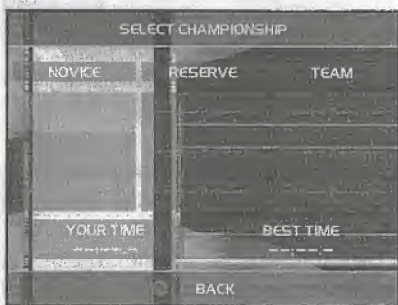 SELECT CHAMPIONSHIP
NOVICE RESERVE TEAM
YOUR TIME BEST TIME
BACK